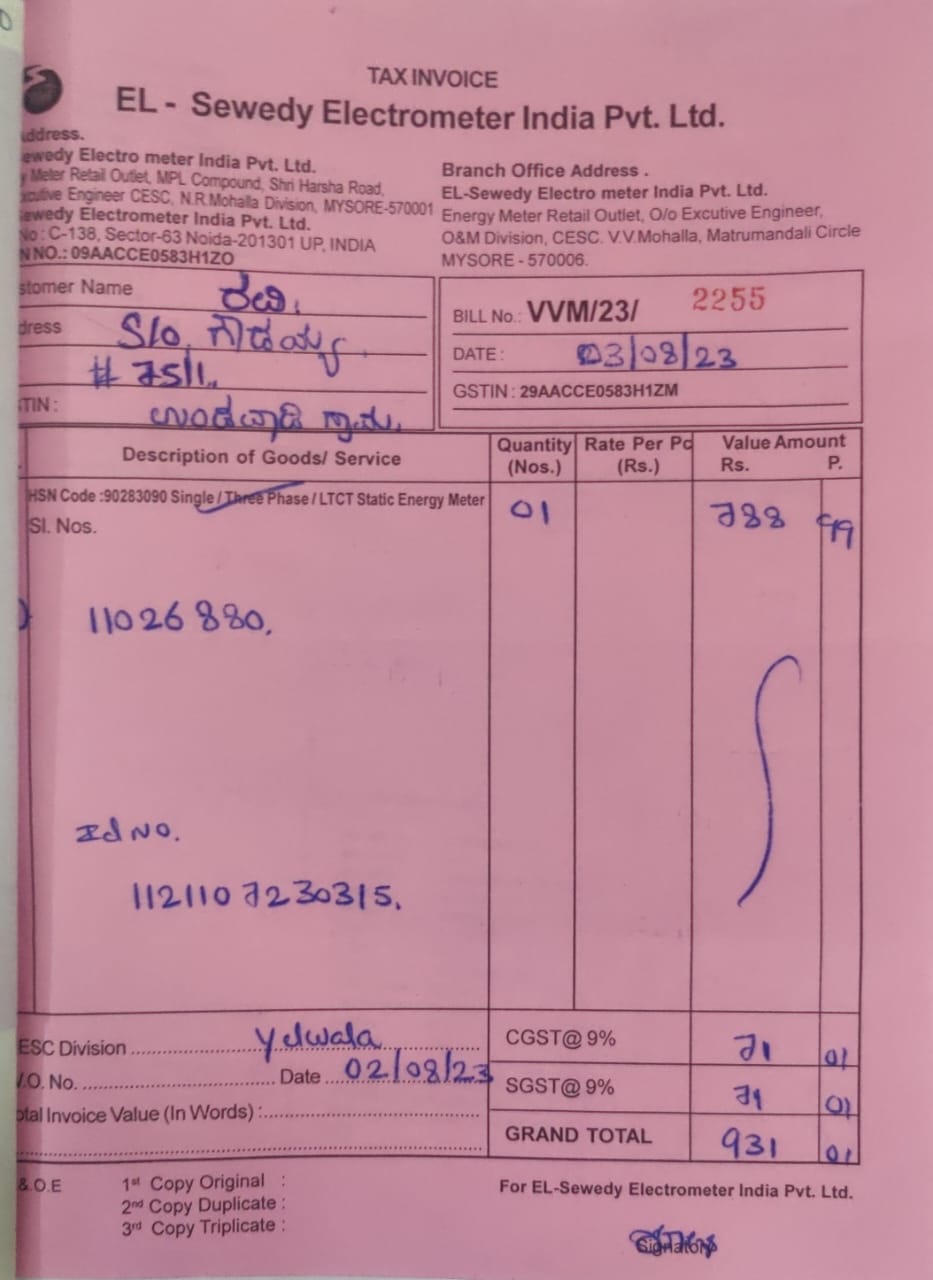 TAX INVOICE
EL - Sewedy Electrometer India Pvt. Ltd.
ddress.
ewedy Electro meter India Pvt. Ltd.
y Meter Retail Outlet, MPL Compound, Shri Harsha Road,
xcutive Engineer CESC, N.R.Mohalla Division, MYSORE-570001
ewedy Electrometer India Pvt. Ltd.
No : C-138, Sector-63 Noida-201301 UP, INDIA
N NO.: 09AACCE0583H1ZO
Branch Office Address .
EL-Sewedy Electro meter India Pvt. Ltd.
Energy Meter Retail Outlet, O/o Excutive Engineer,
O&M Division, CESC. V.V.Mohalla, Matrumandali Circle
MYSORE - 570006.
stomer Name ರವಿ.
dress S/o.
# 75/1.
TIN :
BILL No.: VVM/23/ 2255
DATE : 03/08/23
GSTIN : 29AACCE0583H1ZM
Description of Goods/ Service Quantity (Nos.) Rate Per Pc (Rs.) Value Amount Rs. P.
HSN Code :90283090 Single / Three Phase / LTCT Static Energy Meter 01 788 99
Sl. Nos.
11026880.
Id No.
1121107230315.
ESC Division Yelwala
.O. No. Date 02/08/23
otal Invoice Value (In Words) :
CGST@ 9% 71 01
SGST@ 9% 71 01
GRAND TOTAL 931 01
&.O.E
1st Copy Original :
2nd Copy Duplicate :
3rd Copy Triplicate :
For EL-Sewedy Electrometer India Pvt. Ltd.
Signatory